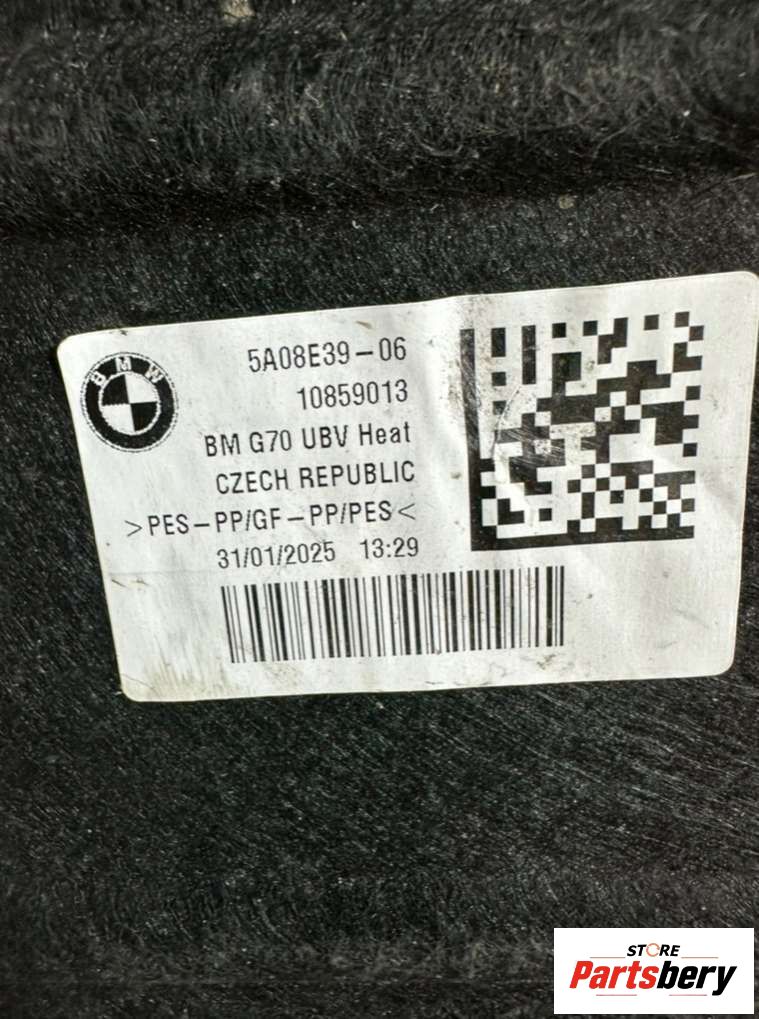 BMW
5A08E39-06
10859013
BM G70 UBV Heat
CZECH REPUBLIC
>PES-PP/GF-PP/PES<
31/01/2025 13:29
STORE
Partsbery